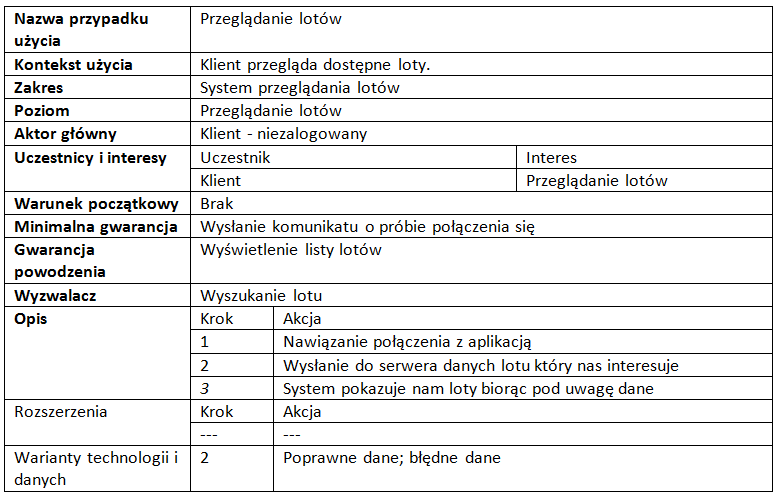 Nazwa przypadku Przeglądanie lotów
użycia
Kontekst użycia Klient przegląda dostępne loty.
Zakres System przeglądania lotów
Poziom Przeglądanie lotów
Aktor główny Klient - niezalogowany
Uczestnicy i interesy Uczestnik Interes
Klient Przeglądanie lotów
Warunek początkowy Brak
Minimalna gwarancja Wysłanie komunikatu o próbie połączenia się
Gwarancja Wyświetlenie listy lotów
powodzenia
Wyzwalacz Wyszukanie lotu
Opis Krok Akcja
1 Nawiązanie połączenia z aplikacją
2 Wysłanie do serwera danych lotu który nas interesuje
3 System pokazuje nam loty biorąc pod uwagę dane
Rozszerzenia Krok Akcja
--- ---
Warianty technologii i 2 Poprawne dane; błędne dane
danych